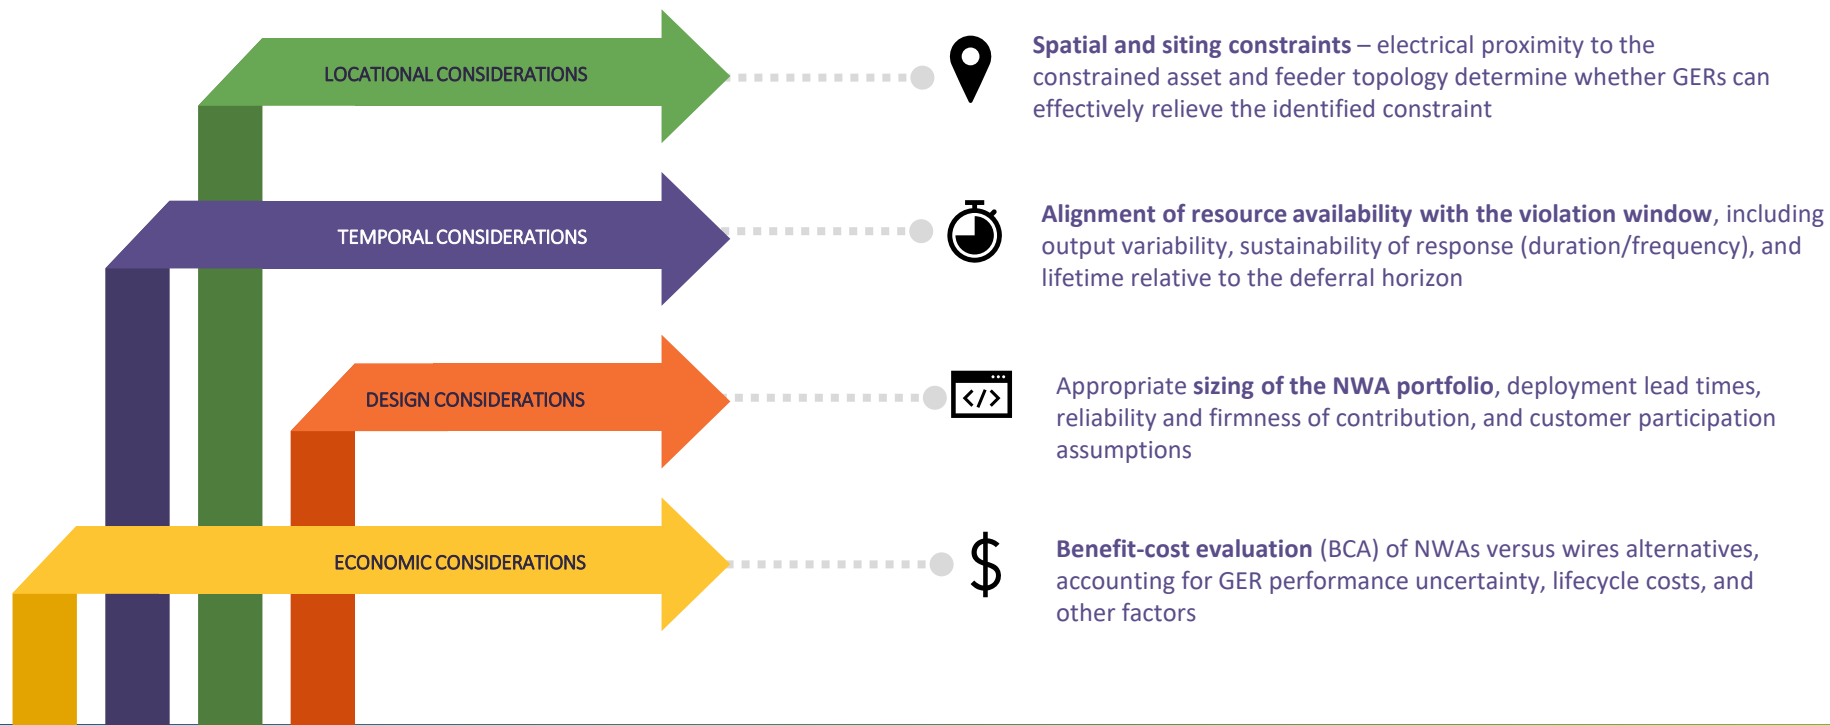 LOCATIONAL CONSIDERATIONS
Spatial and siting constraints – electrical proximity to the
constrained asset and feeder topology determine whether GERs can
effectively relieve the identified constraint
TEMPORAL CONSIDERATIONS
Alignment of resource availability with the violation window, including
output variability, sustainability of response (duration/frequency), and
lifetime relative to the deferral horizon
DESIGN CONSIDERATIONS
</>
Appropriate sizing of the NWA portfolio, deployment lead times,
reliability and firmness of contribution, and customer participation
assumptions
ECONOMIC CONSIDERATIONS
$
Benefit-cost evaluation (BCA) of NWAs versus wires alternatives,
accounting for GER performance uncertainty, lifecycle costs, and
other factors